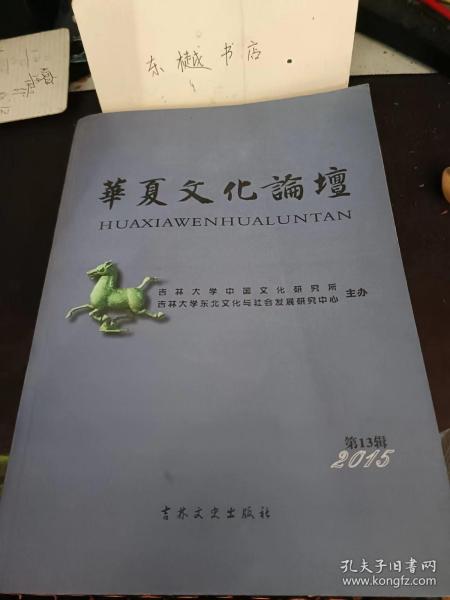 东樾书店
華夏文化論壇
HUAXIAWENHUALUNTAN
吉林大学中国文化研究所
吉林大学东北文化与社会发展研究中心 主办
第13辑
2015
吉林文史出版社
孔夫子旧书网
www.kongfz.com